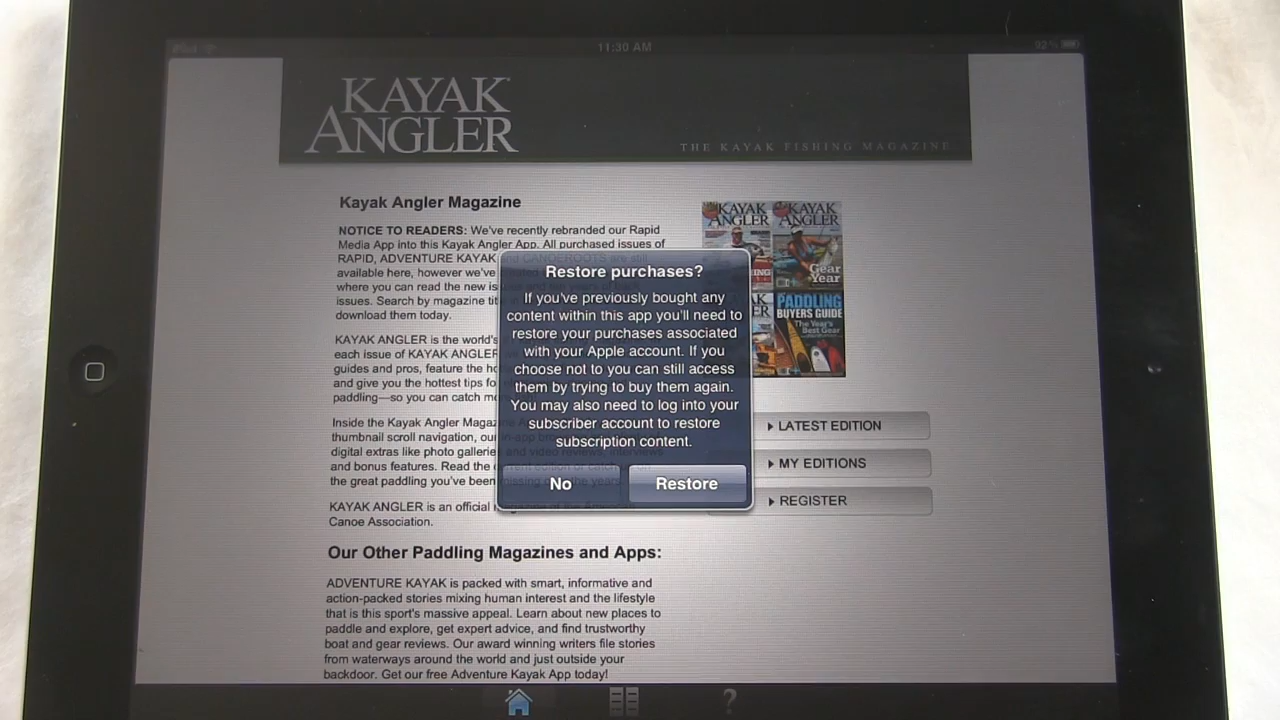 11:30 AM
92%
KAYAK
ANGLER
THE KAYAK FISHING MAGAZINE
Kayak Angler Magazine
NOTICE TO READERS: We've recently rebranded our Rapid
Media App into this Kayak Angler App. All purchased issues of
RAPID, ADVENTURE KAYAK and CANOEROOTS are still
available here, however we've
where you can read the new
issues. Search by magazine
download them today.
KAYAK ANGLER is the world's
each issue of KAYAK ANGLER
guides and pros, feature the
and give you the hottest tips
paddling—so you can catch
Inside the Kayak Angler
thumbnail scroll navigation, our in-app
digital extras like photo galleries and video reviews, interviews
and bonus features. Read the
the great paddling you've been missing
KAYAK ANGLER is an official
Canoe Association.
Our Other Paddling Magazines and Apps:
ADVENTURE KAYAK is packed with smart, informative and
action-packed stories mixing human interest and the lifestyle
that is this sport's massive appeal. Learn about new places to
paddle and explore, get expert advice, and find trustworthy
boat and gear reviews. Our award winning writers file stories
from waterways around the world and just outside your
backdoor. Get our free Adventure Kayak App today!
Restore purchases?
If you've previously bought any
content within this app you'll need to
restore your purchases associated
with your Apple account. If you
choose not to you can still access
them by trying to buy them again.
You may also need to log into your
subscriber account to restore
subscription content.
No
Restore
KAYAK
ANGLER
KAYAK
ANGLER
Gear
Year
PADDLING
BUYERS GUIDE
The Year's
Best Gear
LATEST EDITION
MY EDITIONS
REGISTER
?